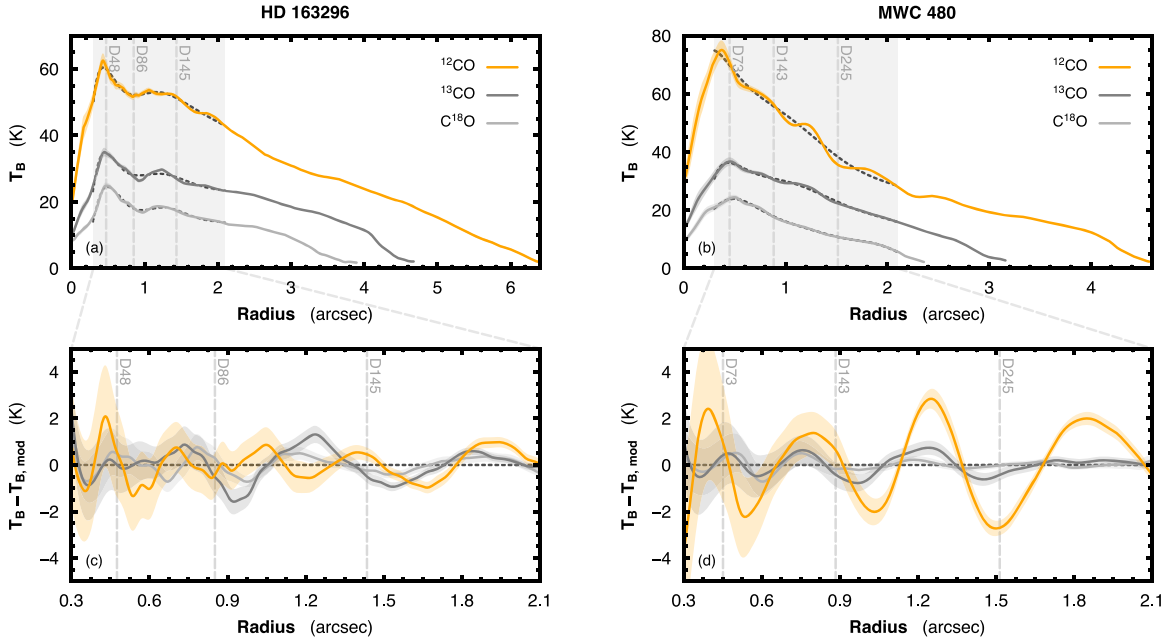 HD 163296
MWC 480
T_B (K)
60
40
20
0
D48
D86
D145
¹²CO
¹³CO
C¹⁸O
(a)
0 1 2 3 4 5 6
Radius (arcsec)
T_B (K)
80
60
40
20
0
D73
D143
D245
¹²CO
¹³CO
C¹⁸O
(b)
0 1 2 3 4
Radius (arcsec)
T_B − T_B, mod (K)
4
2
0
−2
−4
D48
D86
D145
(c)
0.3 0.6 0.9 1.2 1.5 1.8 2.1
Radius (arcsec)
T_B − T_B, mod (K)
4
2
0
−2
−4
D73
D143
D245
(d)
0.3 0.6 0.9 1.2 1.5 1.8 2.1
Radius (arcsec)